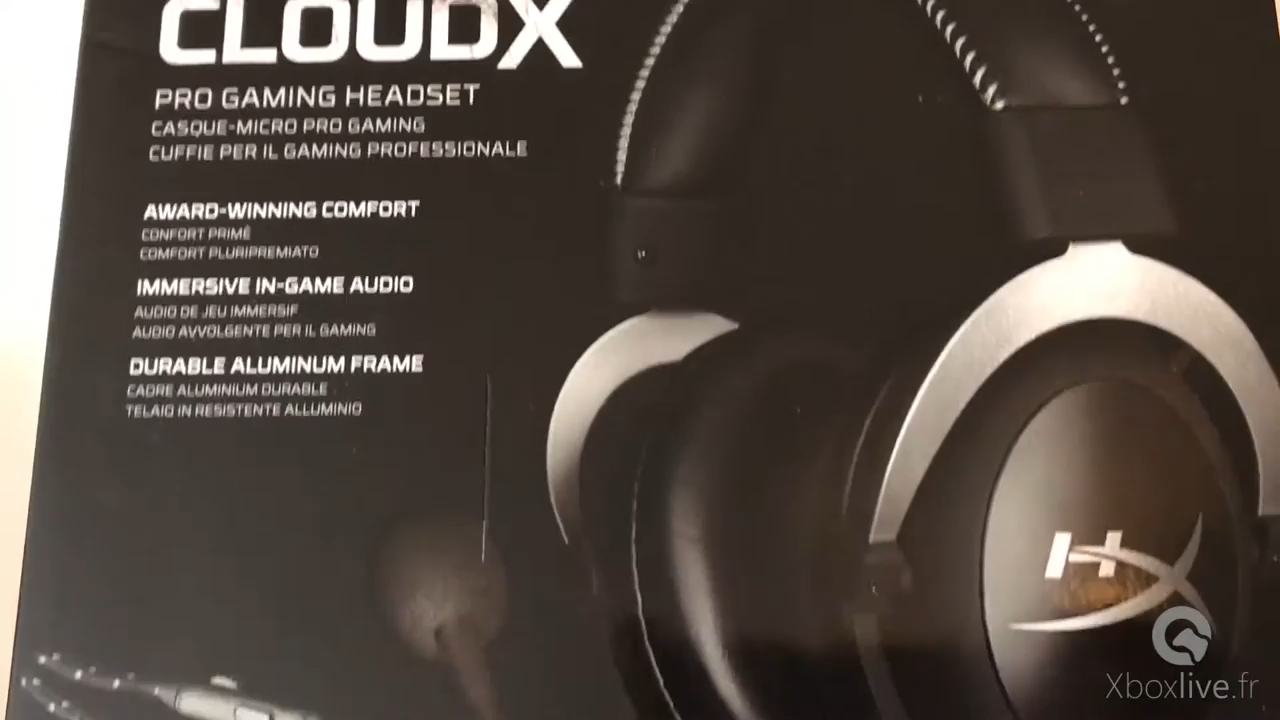 CLOUDX
PRO GAMING HEADSET
CASQUE-MICRO PRO GAMING
CUFFIE PER IL GAMING PROFESSIONALE
AWARD-WINNING COMFORT
CONFORT PRIMÉ
COMFORT PLURIPREMIATO
IMMERSIVE IN-GAME AUDIO
AUDIO DE JEU IMMERSIF
AUDIO AVVOLGENTE PER IL GAMING
DURABLE ALUMINUM FRAME
CADRE ALUMINIUM DURABLE
TELAIO IN RESISTENTE ALLUMINIO
HX
Xboxlive.fr